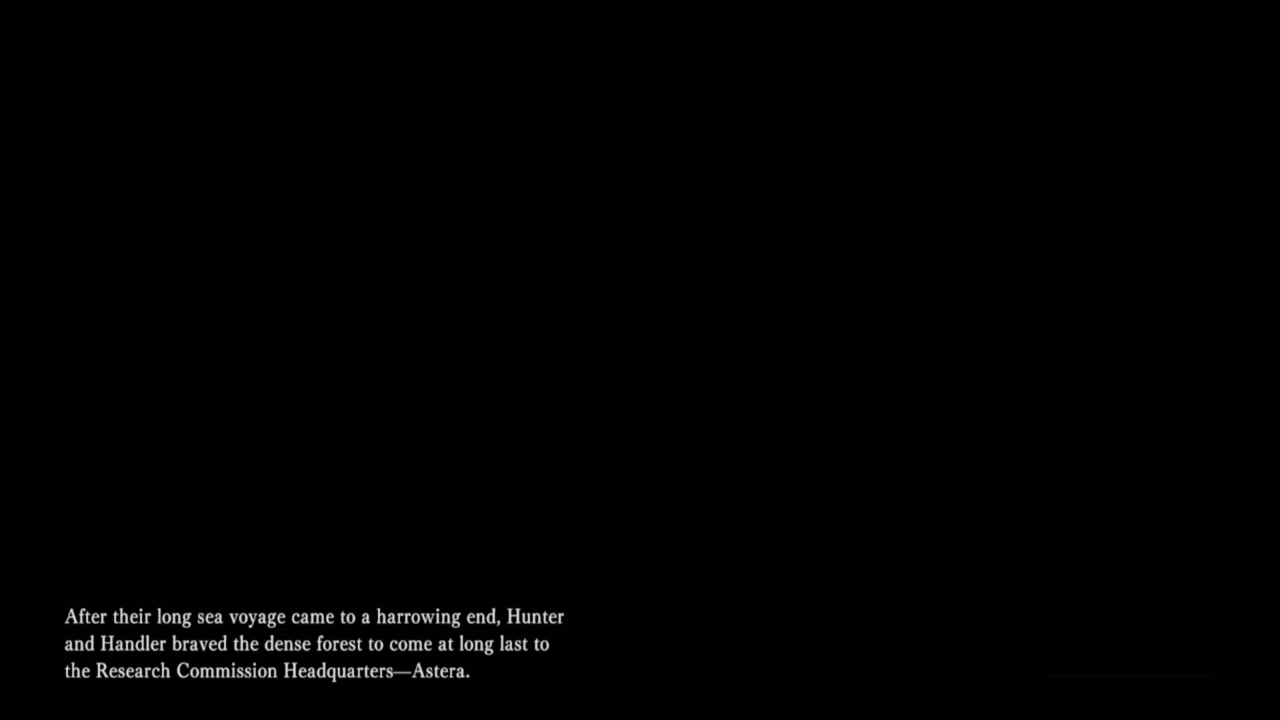 After their long sea voyage came to a harrowing end, Hunter
and Handler braved the dense forest to come at long last to
the Research Commission Headquarters—Astera.